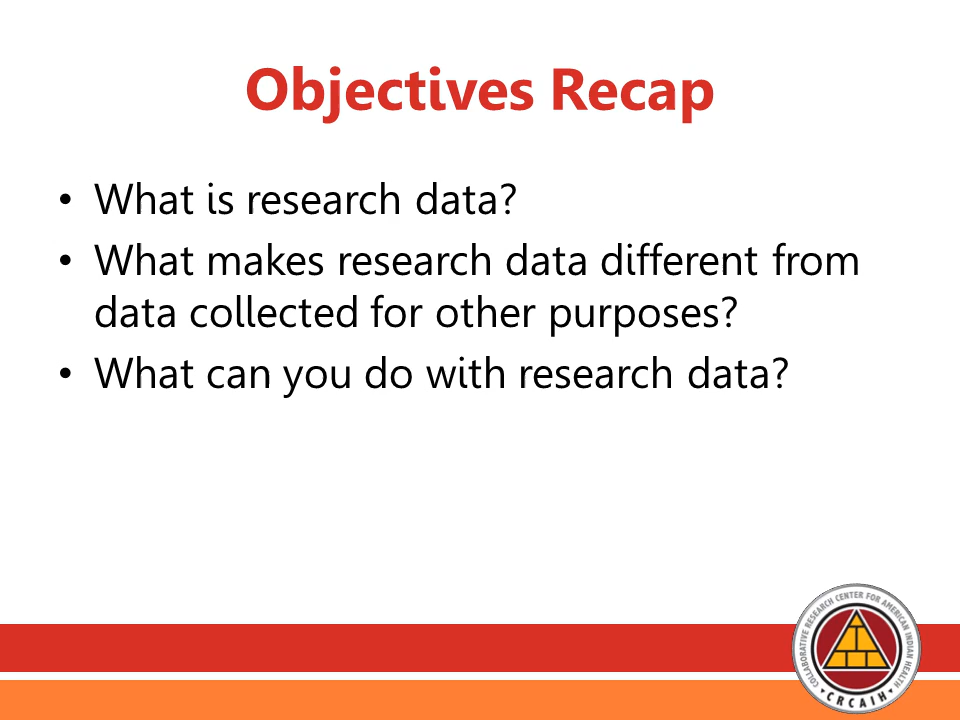 Objectives Recap
• What is research data?
• What makes research data different from
data collected for other purposes?
• What can you do with research data?
COLLABORATIVE RESEARCH CENTER FOR AMERICAN INDIAN HEALTH
• CRCAIH •